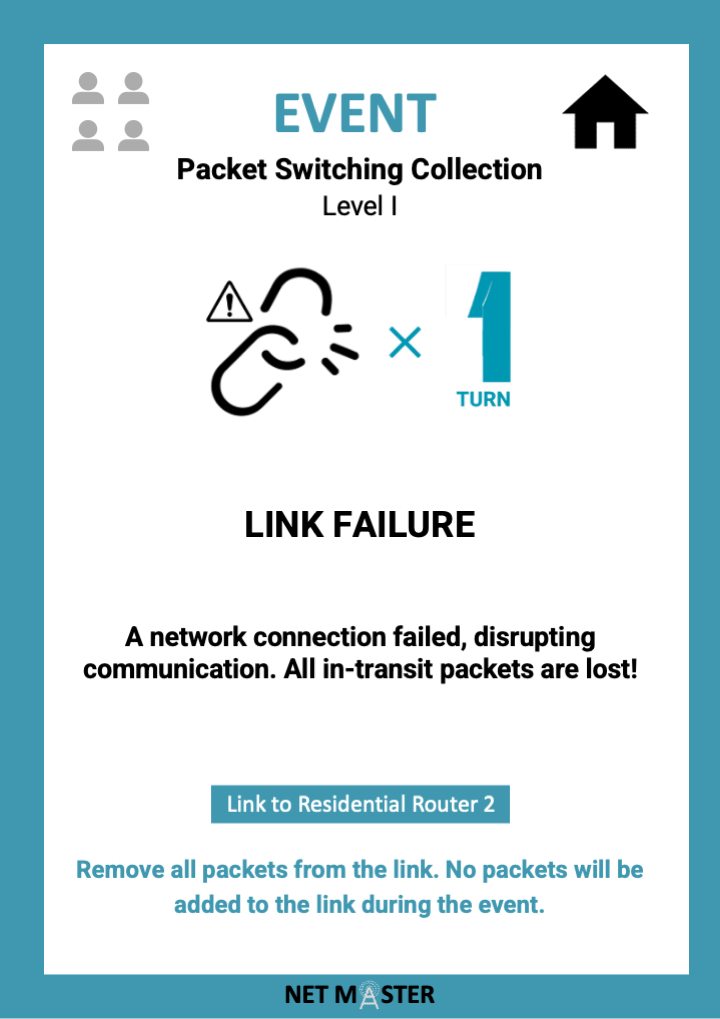 EVENT
Packet Switching Collection
Level I
!
× 1
TURN
LINK FAILURE
A network connection failed, disrupting
communication. All in-transit packets are lost!
Link to Residential Router 2
Remove all packets from the link. No packets will be
added to the link during the event.
NET MASTER